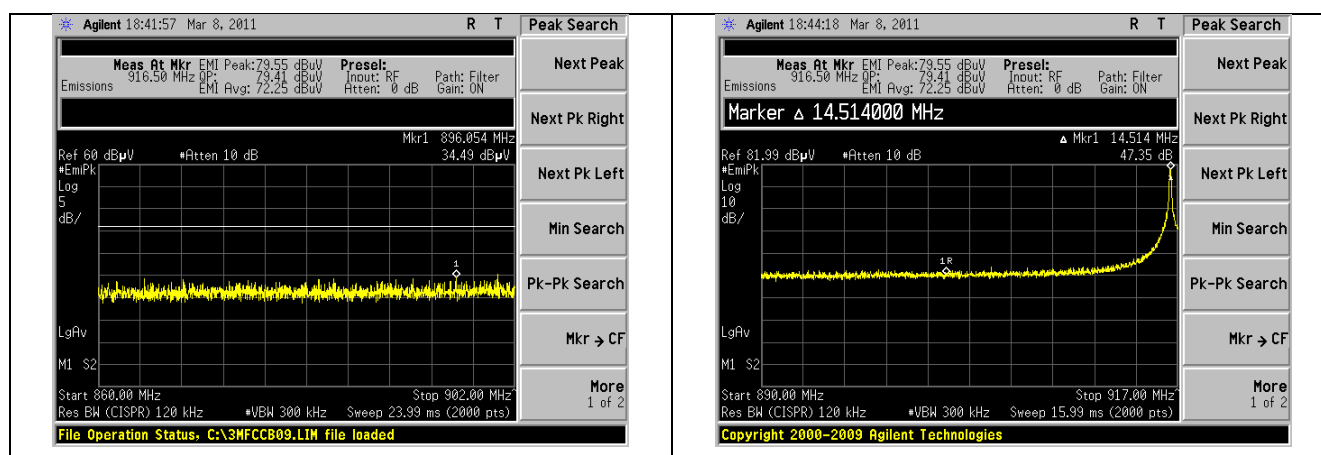 Agilent 18:41:57 Mar 8, 2011 R T
Peak Search
Meas At Mkr EMI Peak:79.55 dBuV Presel:
916.50 MHz QP: 79.41 dBuV Input: RF Path: Filter
Emissions EMI Avg: 72.25 dBuV Atten: 0 dB Gain: ON
Mkr1 896.054 MHz
Ref 60 dBµV #Atten 10 dB 34.49 dBµV
#EmiPk
Log
5
dB/
1
LgAv
M1 S2
Start 860.00 MHz Stop 902.00 MHz^
Res BW (CISPR) 120 kHz #VBW 300 kHz Sweep 23.99 ms (2000 pts)
File Operation Status, C:\3MFCCB09.LIM file loaded
Next Peak
Next Pk Right
Next Pk Left
Min Search
Pk-Pk Search
Mkr → CF
More
1 of 2
Agilent 18:44:18 Mar 8, 2011 R T
Peak Search
Meas At Mkr EMI Peak:79.55 dBuV Presel:
916.50 MHz QP: 79.41 dBuV Input: RF Path: Filter
Emissions EMI Avg: 72.25 dBuV Atten: 0 dB Gain: ON
Marker Δ 14.514000 MHz
Δ Mkr1 14.514 MHz
Ref 81.99 dBµV #Atten 10 dB 47.35 dB
#EmiPk
Log
10
dB/
1
1R
LgAv
M1 S2
Start 890.00 MHz Stop 917.00 MHz^
Res BW (CISPR) 120 kHz #VBW 300 kHz Sweep 15.99 ms (2000 pts)
Copyright 2000-2009 Agilent Technologies
Next Peak
Next Pk Right
Next Pk Left
Min Search
Pk-Pk Search
Mkr → CF
More
1 of 2